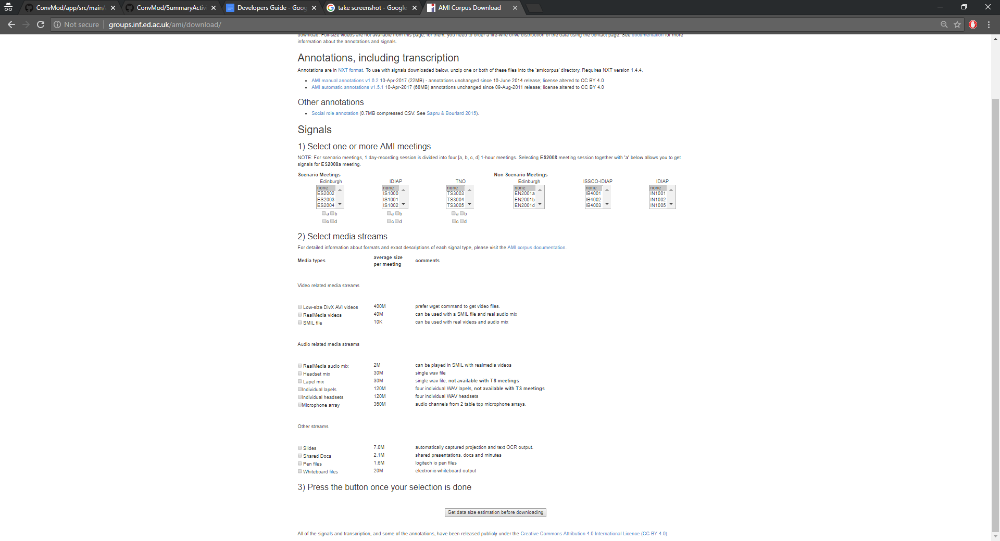 ConvMod/app/src/main/
ConvMod/SummaryActiv
Developers Guide - Goog
take screenshot - Google
AMI Corpus Download
Not secure
groups.inf.ed.ac.uk/ami/download/
download. Full-size videos are not available from this page; for them, you need to order a fire-wire drive distribution of the data using the contact page. See documentation for more
information about the annotations and signals.
Annotations, including transcription
Annotations are in NXT format. To use with signals downloaded below, unzip one or both of these files into the 'amicorpus' directory. Requires NXT version 1.4.4.
AMI manual annotations v1.6.2 10-Apr-2017 (22MB) - annotations unchanged since 16-June 2014 release; license altered to CC BY 4.0
AMI automatic annotations v1.5.1 10-Apr-2017 (68MB) annotations unchanged since 09-Aug-2011 release; license altered to CC BY 4.0
Other annotations
Social role annotation (0.7MB compressed CSV. See Sapru & Bourlard 2015).
Signals
1) Select one or more AMI meetings
NOTE: For scenario meetings, 1 day-recording session is divided into four [a, b, c, d] 1-hour meetings. Selecting ES2008 meeting session together with 'a' below allows you to get
signals for ES2008a meeting.
Scenario Meetings Non Scenario Meetings
Edinburgh IDIAP TNO Edinburgh ISSCO-IDIAP IDIAP
none none none none none none
ES2002 IS1000 TS3003 EN2001a IB4001 IN1001
ES2003 IS1001 TS3004 EN2001b IB4002 IN1002
ES2004 IS1002 TS3005 EN2001d IB4003 IN1005
a b a b a b
c d c d c d
2) Select media streams
For detailed information about formats and exact descriptions of each signal type, please visit the AMI corpus documentation.
Media types average size per meeting comments
Video related media streams
Low-size DivX AVI videos 400M prefer wget command to get video files.
RealMedia videos 40M can be used with a SMIL file and real audio mix
SMIL file 10K can be used with real videos and audio mix
Audio related media streams
RealMedia audio mix 2M can be played in SMIL with realmedia videos
Headset mix 30M single wav file
Lapel mix 30M single wav file, not available with TS meetings
Individual lapels 120M four individual WAV lapels, not available with TS meetings
Individual headsets 120M four individual WAV headsets
Microphone array 360M audio channels from 2 table top microphone arrays.
Other streams
Slides 7.0M automatically captured projection and text OCR output.
Shared Docs 2.1M shared presentations, docs and minutes
Pen files 1.6M logitech io pen files
Whiteboard files 20M electronic whiteboard output
3) Press the button once your selection is done
Get data size estimation before downloading
All of the signals and transcription, and some of the annotations, have been released publicly under the Creative Commons Attribution 4.0 International Licence (CC BY 4.0).